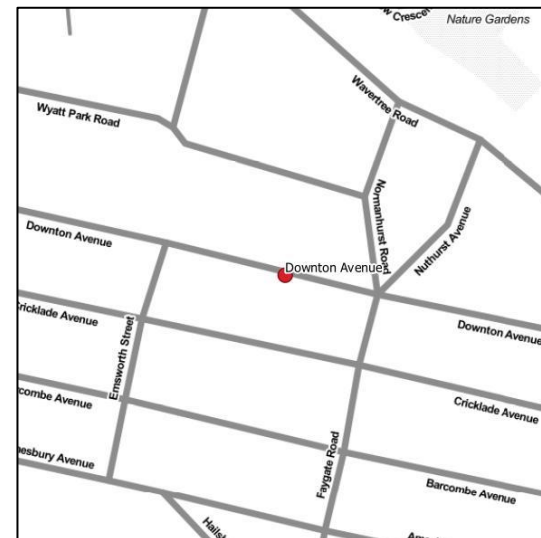 Nature Gardens
Wavertree Road
Wyatt Park Road
Normanhurst Road
Nuthurst Avenue
Downton Avenue
Downton Avenue
Downton Avenue
Cricklade Avenue
Emsworth Street
Cricklade Avenue
Faygate Road
Barcombe Avenue